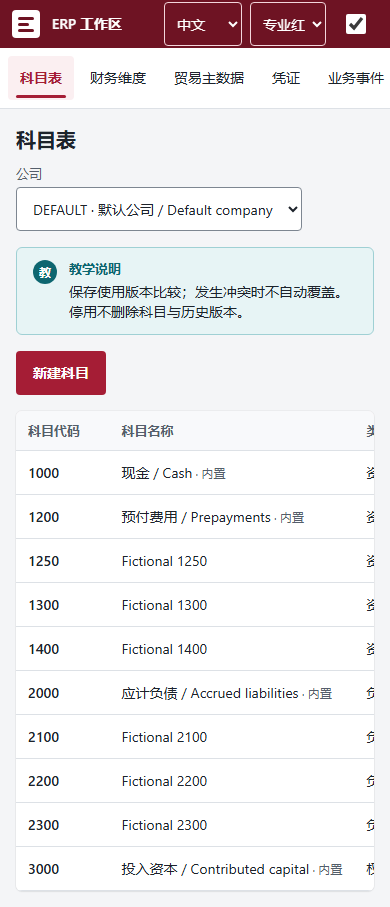 ERP 工作区 中文 专业红
科目表 财务维度 贸易主数据 凭证 业务事件
科目表
公司
DEFAULT · 默认公司 / Default company
教 教学说明
保存使用版本比较；发生冲突时不自动覆盖。
停用不删除科目与历史版本。
新建科目
科目代码 科目名称
1000 现金 / Cash · 内置
1200 预付费用 / Prepayments · 内置
1250 Fictional 1250
1300 Fictional 1300
1400 Fictional 1400
2000 应计负债 / Accrued liabilities · 内置
2100 Fictional 2100
2200 Fictional 2200
2300 Fictional 2300
3000 投入资本 / Contributed capital · 内置